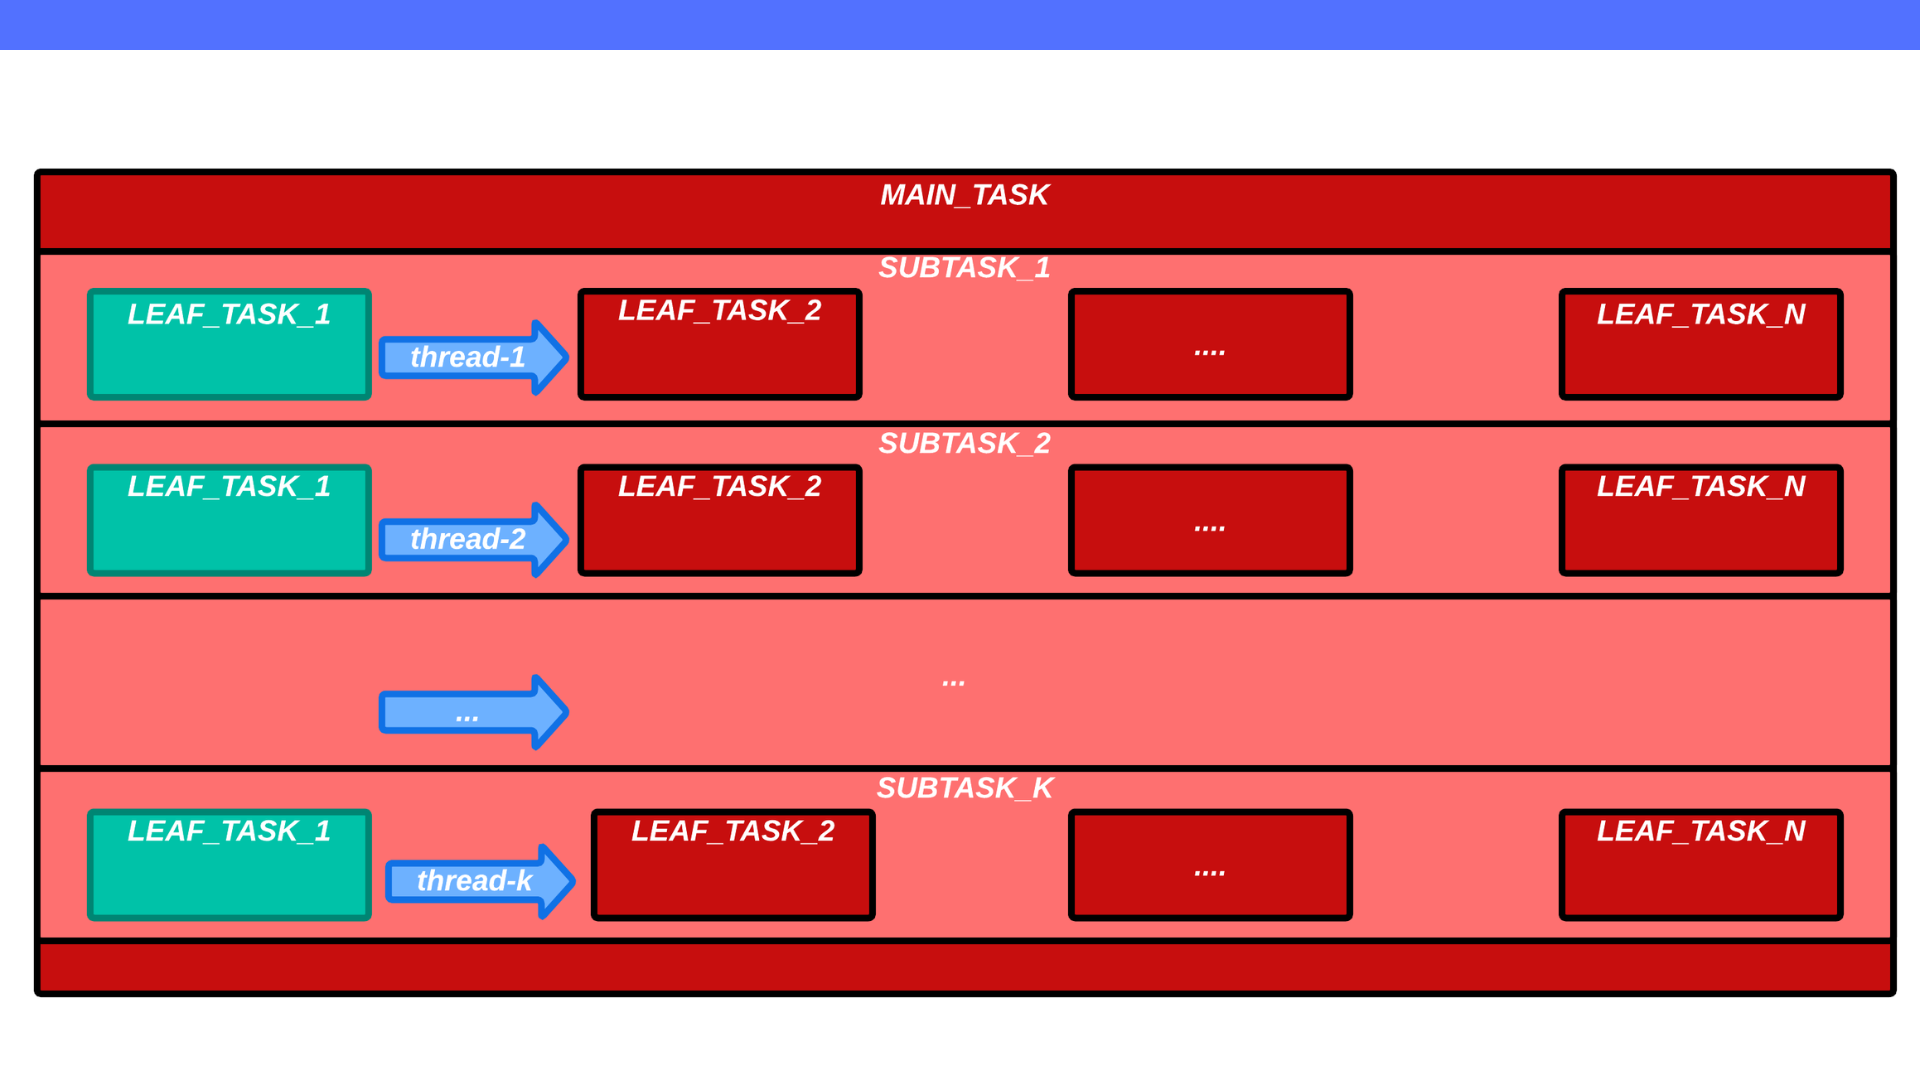 MAIN_TASK
SUBTASK_1
LEAF_TASK_1
thread-1
LEAF_TASK_2
....
LEAF_TASK_N
SUBTASK_2
LEAF_TASK_1
thread-2
LEAF_TASK_2
....
LEAF_TASK_N
...
...
SUBTASK_K
LEAF_TASK_1
thread-k
LEAF_TASK_2
....
LEAF_TASK_N